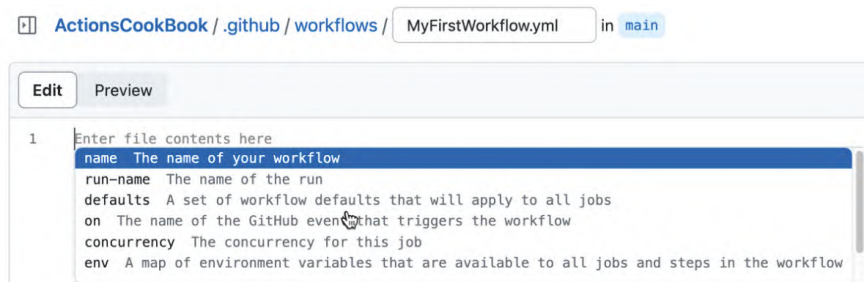 ActionsCookBook / .github / workflows / MyFirstWorkflow.yml in main
Edit Preview
1 Enter file contents here
name The name of your workflow
run-name The name of the run
defaults A set of workflow defaults that will apply to all jobs
on The name of the GitHub event that triggers the workflow
concurrency The concurrency for this job
env A map of environment variables that are available to all jobs and steps in the workflow